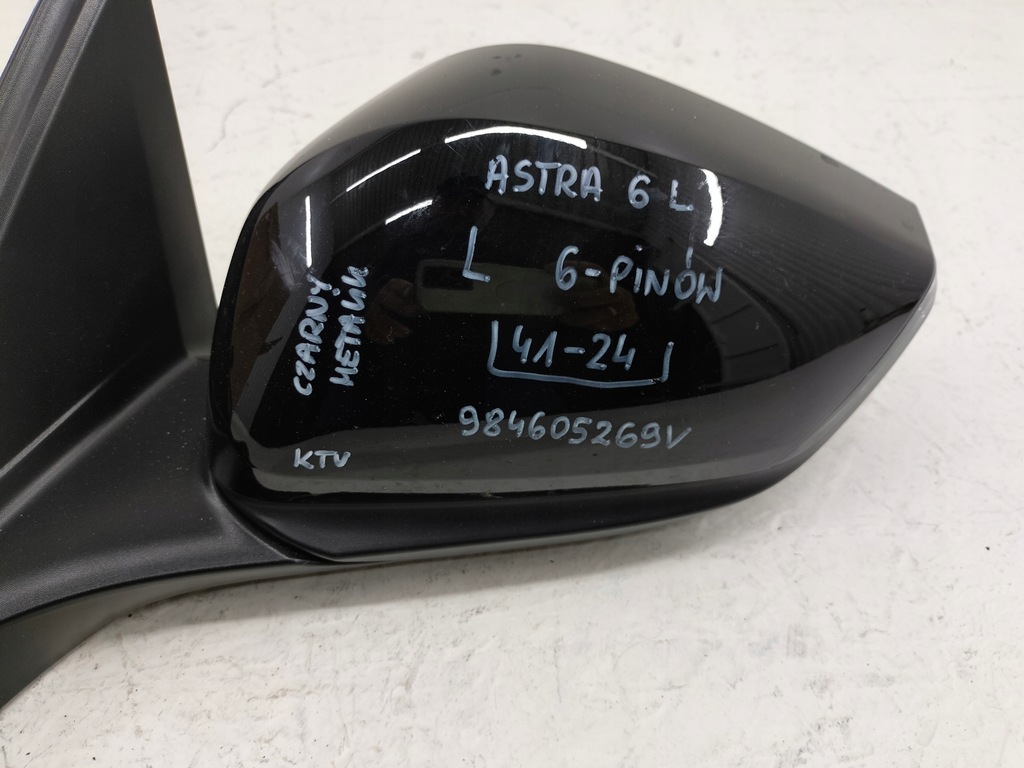 ASTRA 6 L
L 6-PINÓW
41-24
984605269V
CZARNY
METALIK
KTV